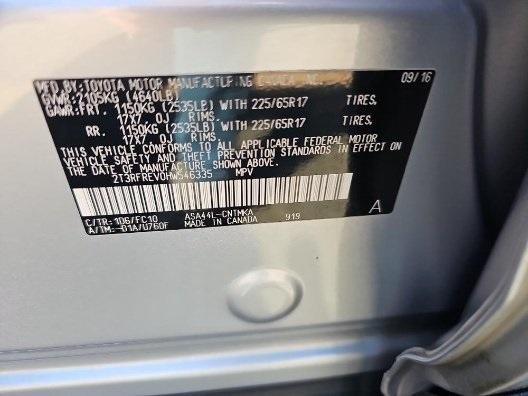 MFD.BY: TOYOTA MOTOR MANUFACTURING CANADA INC. 09/16
GVWR: 2105KG (4640LB)
GAWR: FRT. 1150KG (2535LB) WITH 225/65R17 TIRES.
17X7.0J RIMS.
RR. 1150KG (2535LB) WITH 225/65R17 TIRES.
17X7.0J RIMS.
THIS VEHICLE CONFORMS TO ALL APPLICABLE FEDERAL MOTOR
VEHICLE SAFETY AND THEFT PREVENTION STANDARDS IN EFFECT ON
THE DATE OF MANUFACTURE SHOWN ABOVE.
2T3RFREV0HW546335 MPV
C/TR: 1D6/FC10 ASA44L-CNTMKA 919 A
A/TM: -01A/U760F MADE IN CANADA